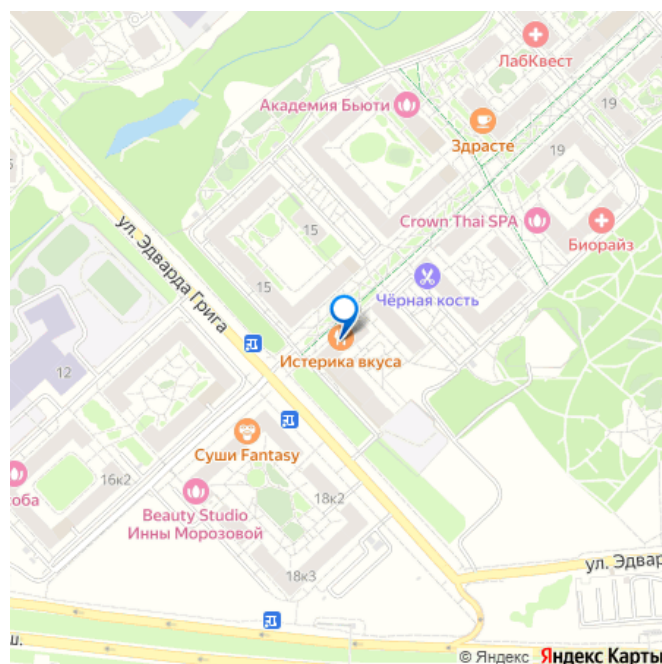 ЛабКвест
Академия Бьюти
19
Здрасте
19
Crown Thai SPA
Биорайз
15
ул. Эдварда Грига
Чёрная кость
15
Истерика вкуса
12
Суши Fantasy
16к2
оба
18к2
Beauty Studio
Инны Морозовой
ул. Эдвар
18к3
ш.
© Яндекс Яндекс Карты